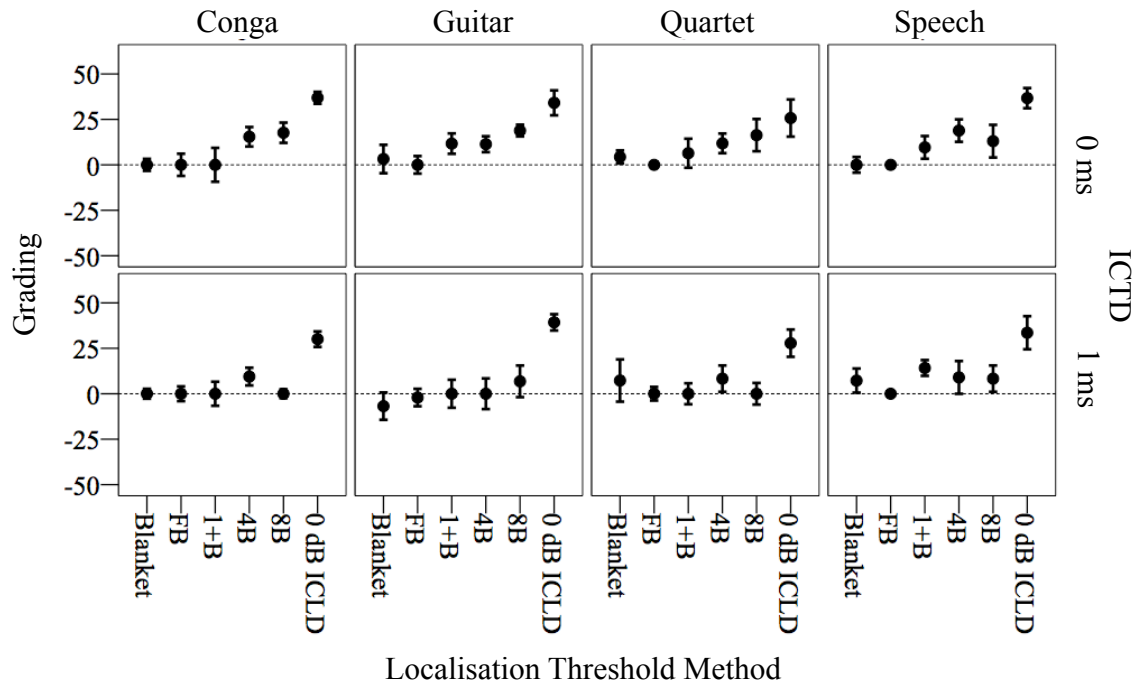 Conga Guitar Quartet Speech
50
25
0
-25
-50
0 ms
50
25
0
-25
-50
1 ms
Grading
ICTD
Blanket FB 1+B 4B 8B 0 dB ICLD Blanket FB 1+B 4B 8B 0 dB ICLD Blanket FB 1+B 4B 8B 0 dB ICLD Blanket FB 1+B 4B 8B 0 dB ICLD
Localisation Threshold Method